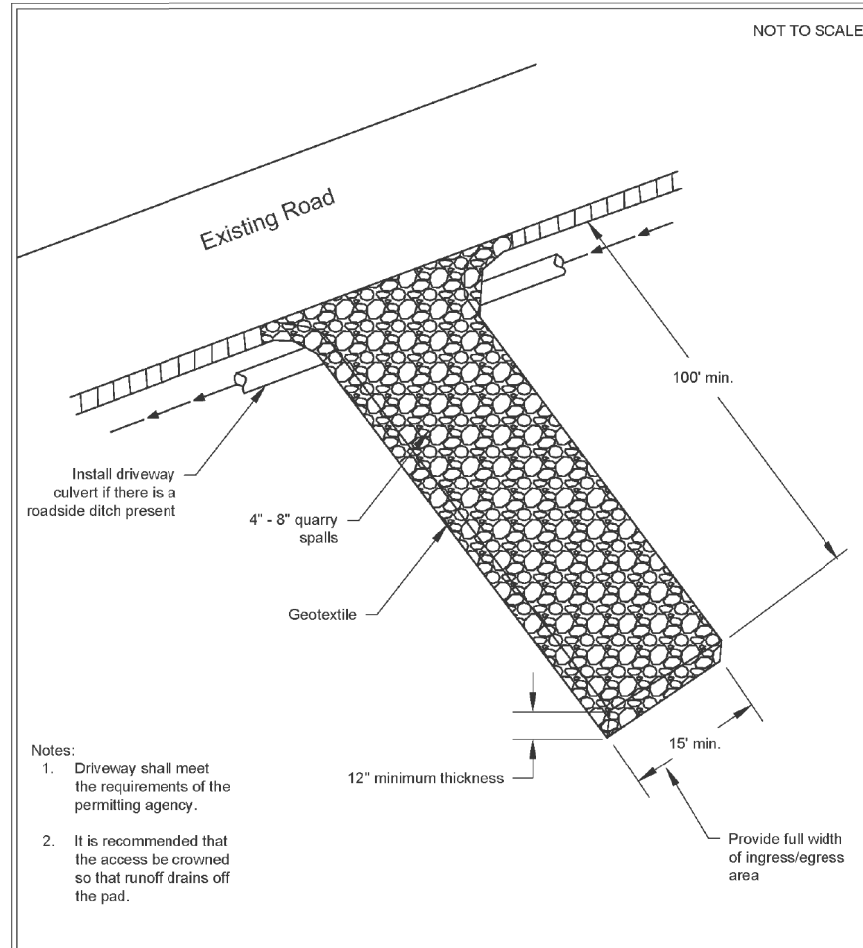 NOT TO SCALE
Existing Road
100' min.
Install driveway
culvert if there is a
roadside ditch present
4" - 8" quarry
spalls
Geotextile
15' min.
12" minimum thickness
Provide full width
of ingress/egress
area
Notes:
1. Driveway shall meet
the requirements of the
permitting agency.
2. It is recommended that
the access be crowned
so that runoff drains off
the pad.